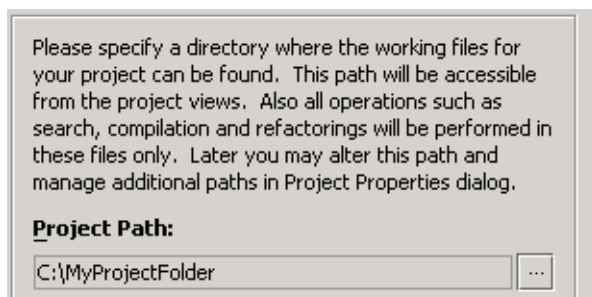 Please specify a directory where the working files for
your project can be found.  This path will be accessible
from the project views.  Also all operations such as
search, compilation and refactorings will be performed in
these files only.  Later you may alter this path and
manage additional paths in Project Properties dialog.
Project Path:
C:\MyProjectFolder ...